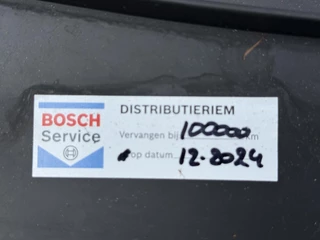 BOSCH
Service
DISTRIBUTIERIEM
Vervangen bij 100000 km
op datum... 12-2024